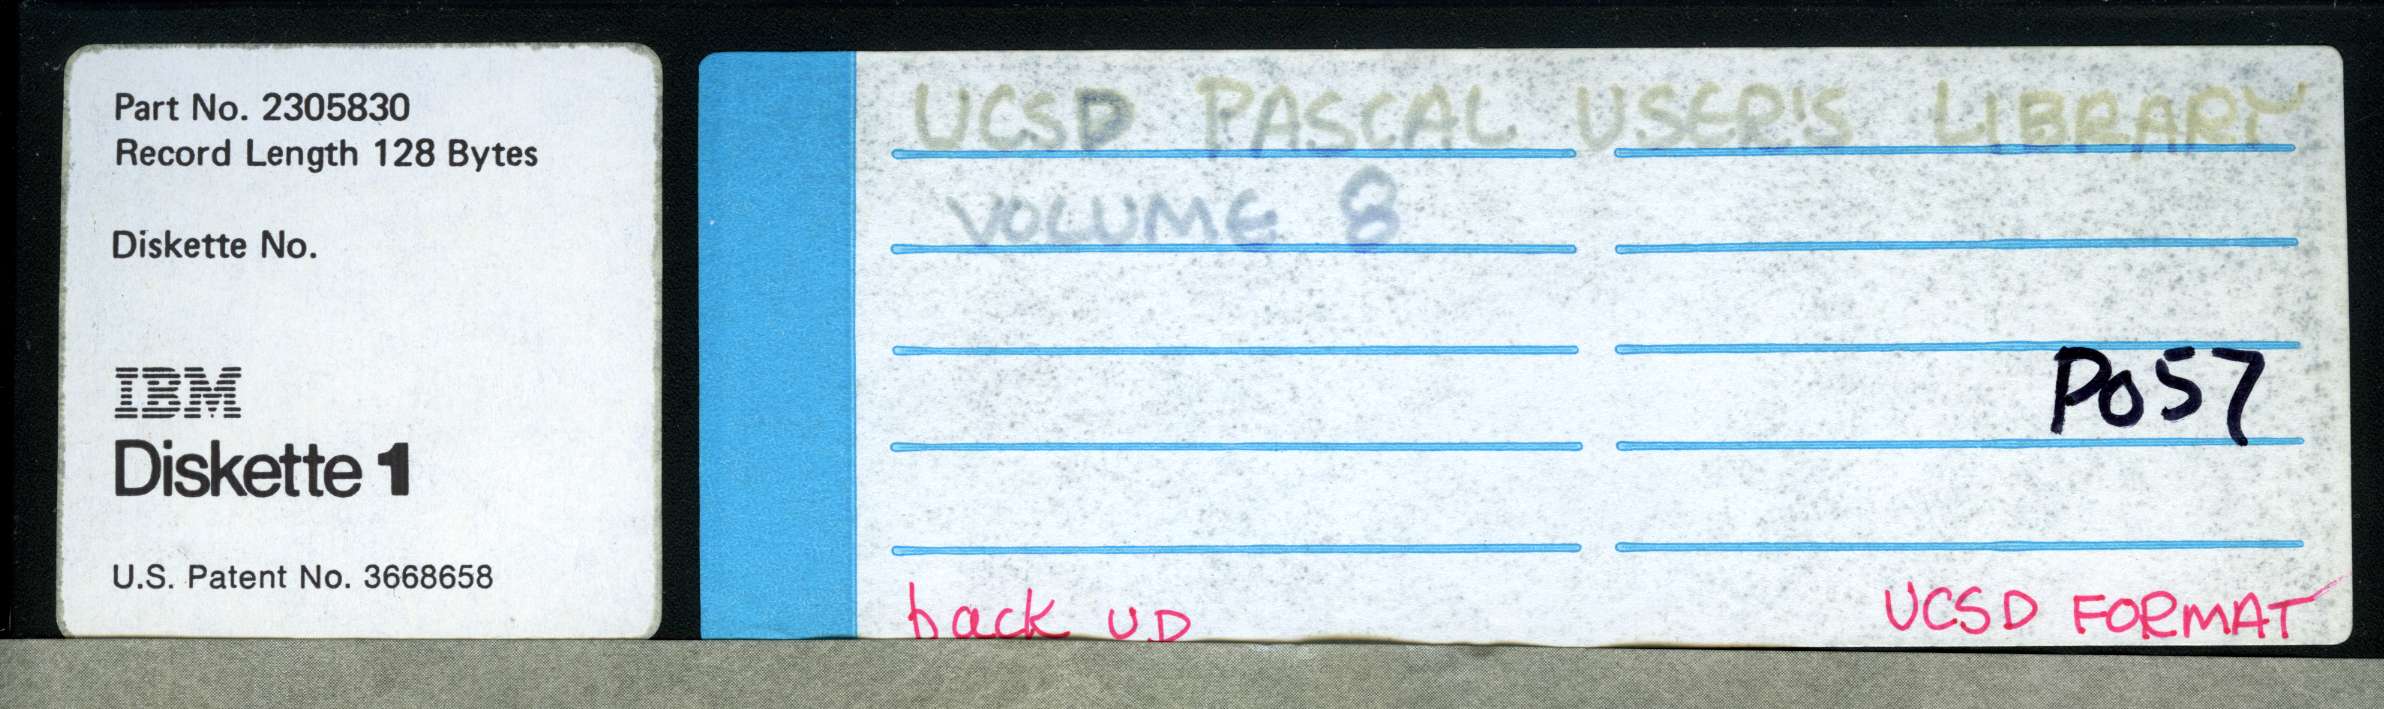 Part No. 2305830
Record Length 128 Bytes
Diskette No.
IBM
Diskette 1
U.S. Patent No. 3668658
UCSD PASCAL USER'S LIBRARY
VOLUME 8
P057
back up
UCSD FORMAT